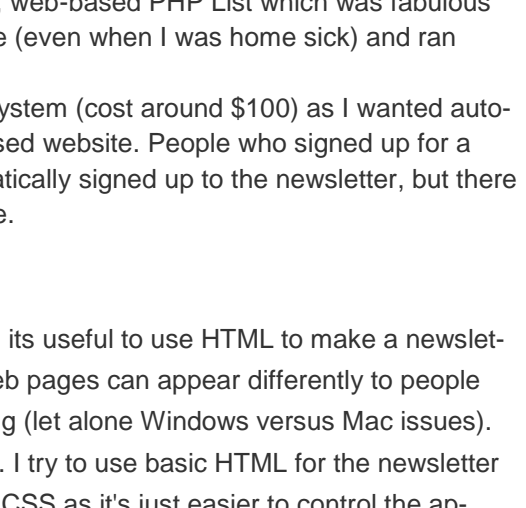 web-based PHP List which was fabulous
(even when I was home sick) and ran
system (cost around $100) as I wanted auto-
sed website. People who signed up for a
atically signed up to the newsletter, but there
e.
its useful to use HTML to make a newslet-
eb pages can appear differently to people
g (let alone Windows versus Mac issues).
. I try to use basic HTML for the newsletter
CSS as it's just easier to control the ap-